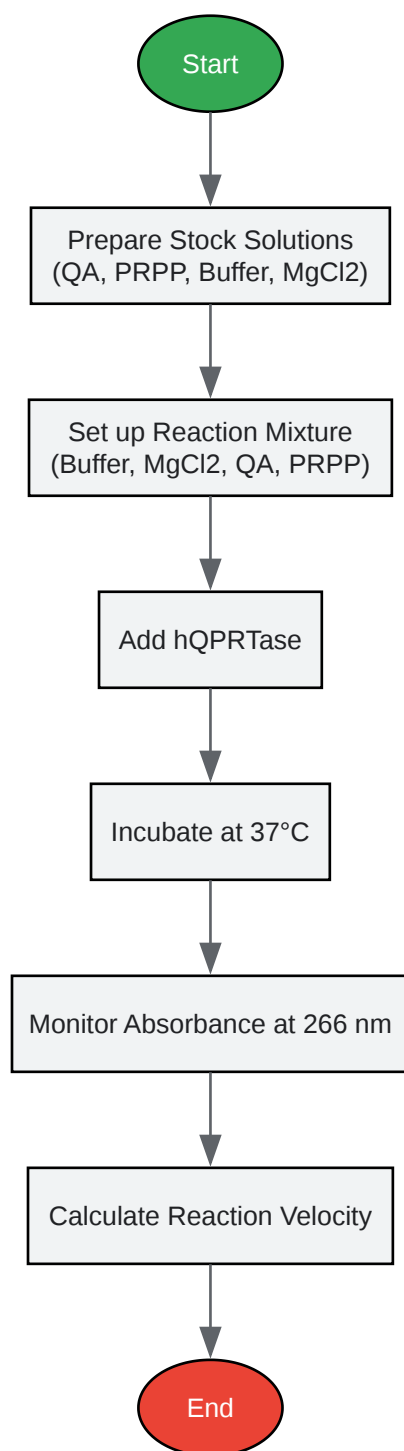 Start
Prepare Stock Solutions
(QA, PRPP, Buffer, MgCl2)
Set up Reaction Mixture
(Buffer, MgCl2, QA, PRPP)
Add hQPRTase
Incubate at 37°C
Monitor Absorbance at 266 nm
Calculate Reaction Velocity
End